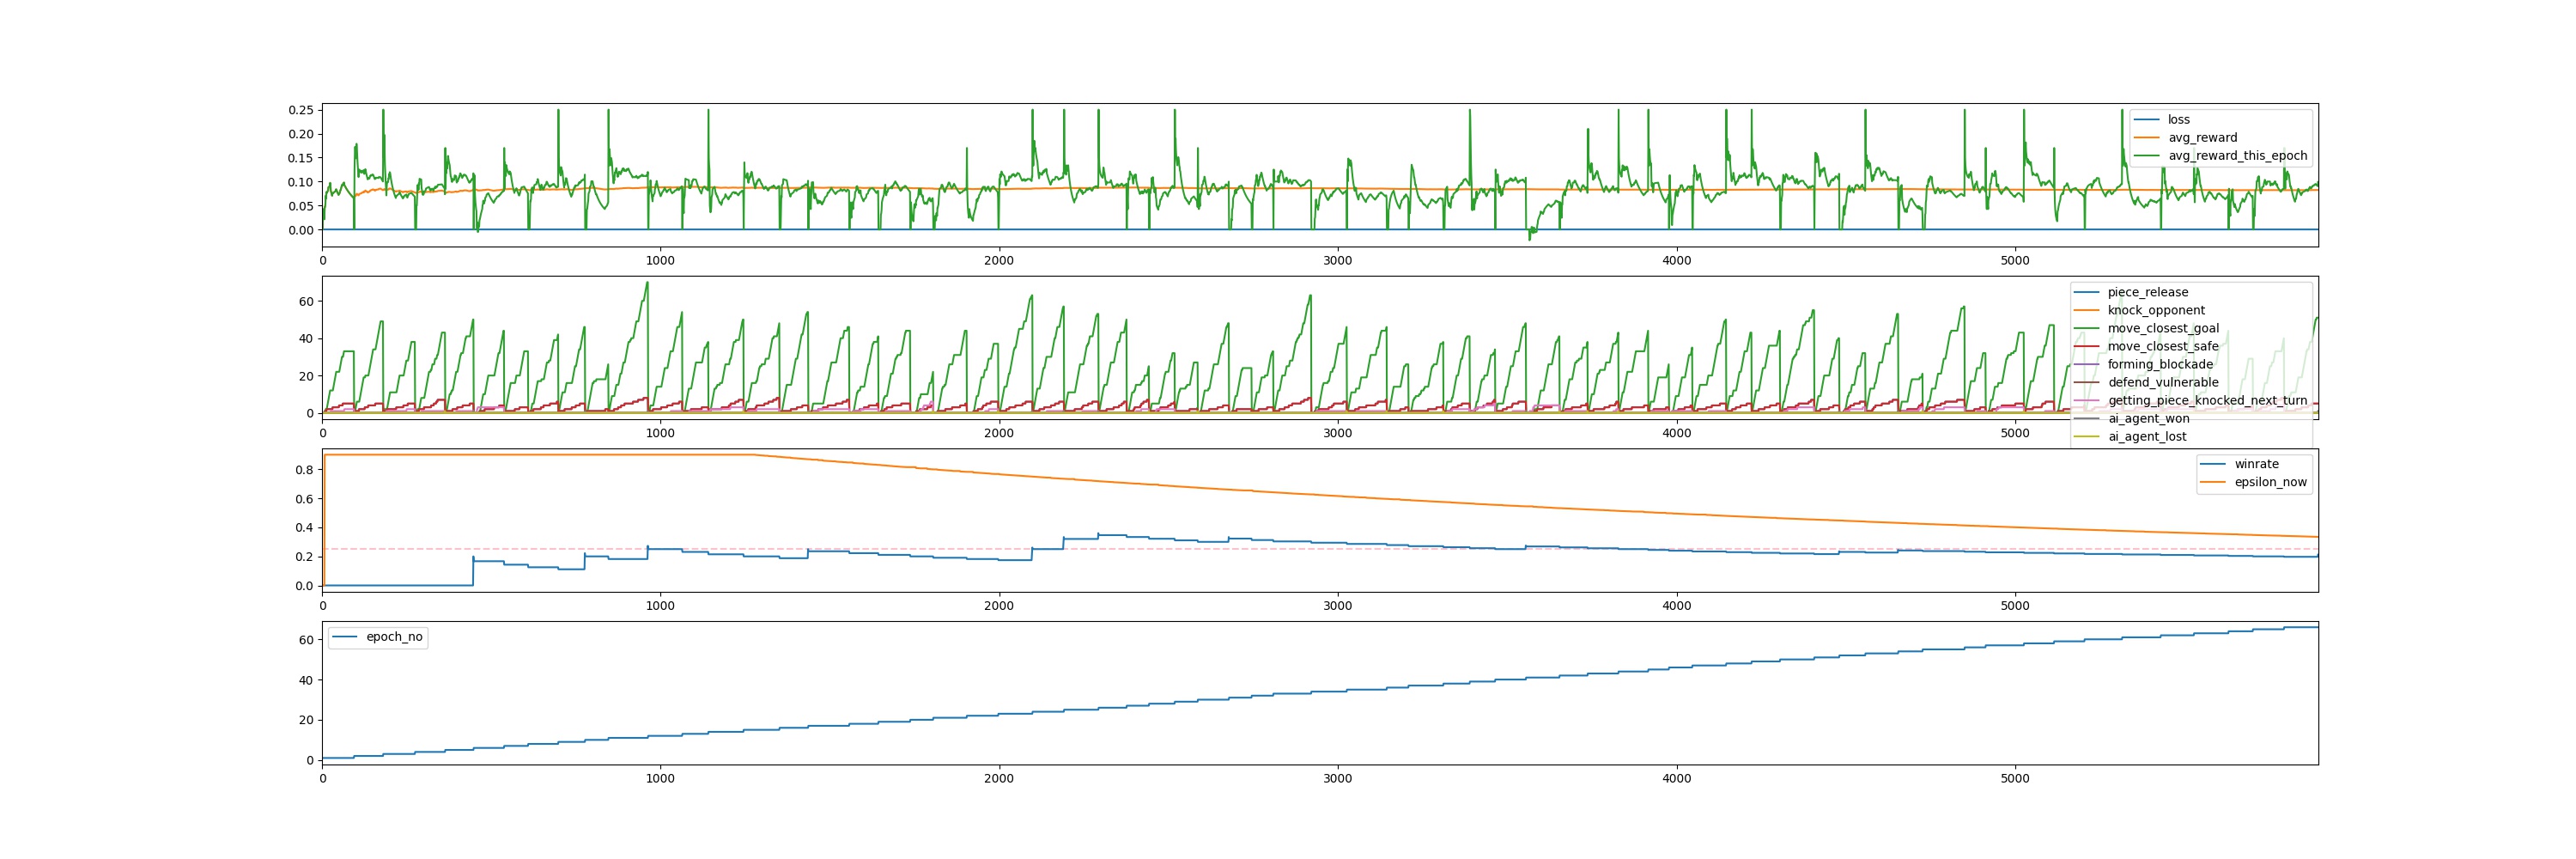 0.25
0.20
0.15
0.10
0.05
0.00
loss
avg_reward
avg_reward_this_epoch
0 1000 2000 3000 4000 5000
60
40
20
0
piece_release
knock_opponent
move_closest_goal
move_closest_safe
forming_blockade
defend_vulnerable
getting_piece_knocked_next_turn
ai_agent_won
ai_agent_lost
0 1000 2000 3000 4000 5000
0.8
0.6
0.4
0.2
0.0
winrate
epsilon_now
0 1000 2000 3000 4000 5000
60
40
20
0
epoch_no
0 1000 2000 3000 4000 5000